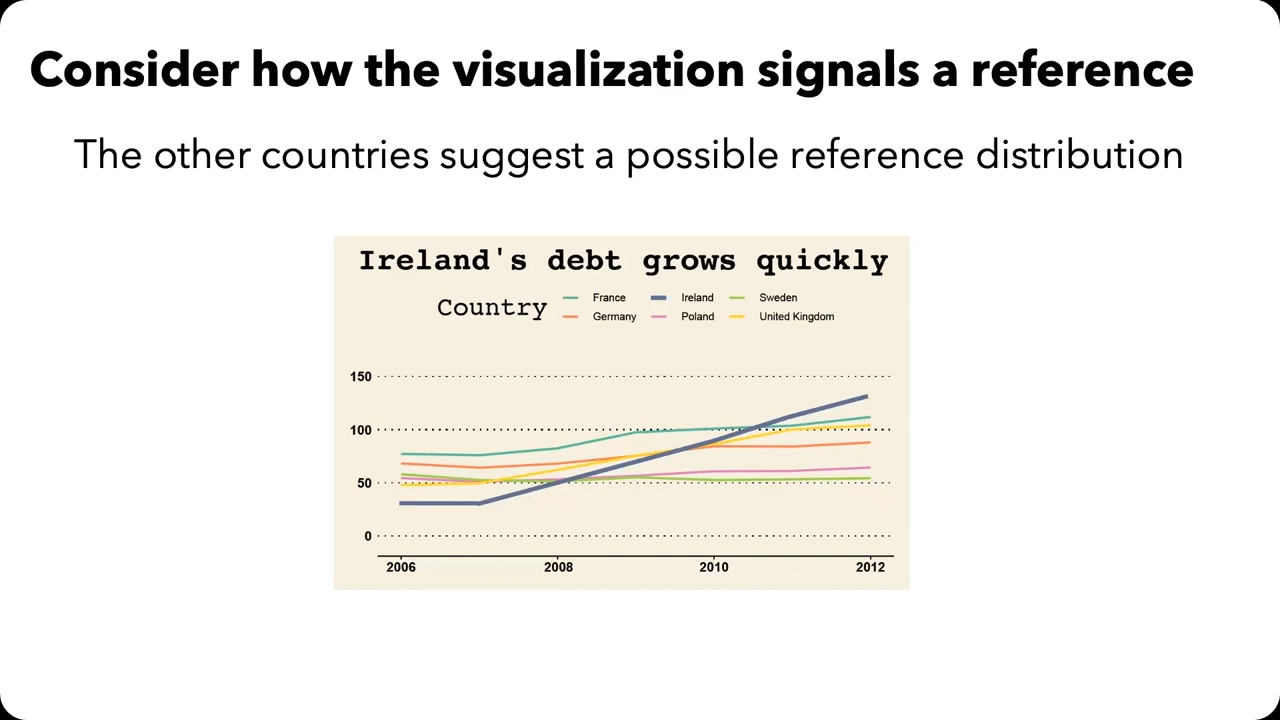 Consider how the visualization signals a reference
The other countries suggest a possible reference distribution
Ireland's debt grows quickly
Country
France Ireland Sweden
Germany Poland United Kingdom
150
100
50
0
2006 2008 2010 2012